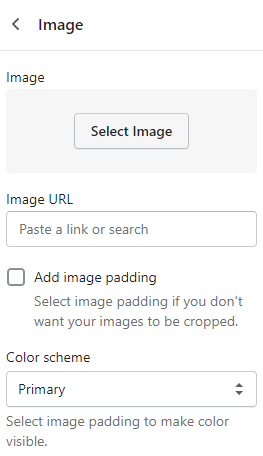 Image
Image
Select Image
Image URL
Paste a link or search
Add image padding
Select image padding if you don't
want your images to be cropped.
Color scheme
Primary
Select image padding to make color
visible.